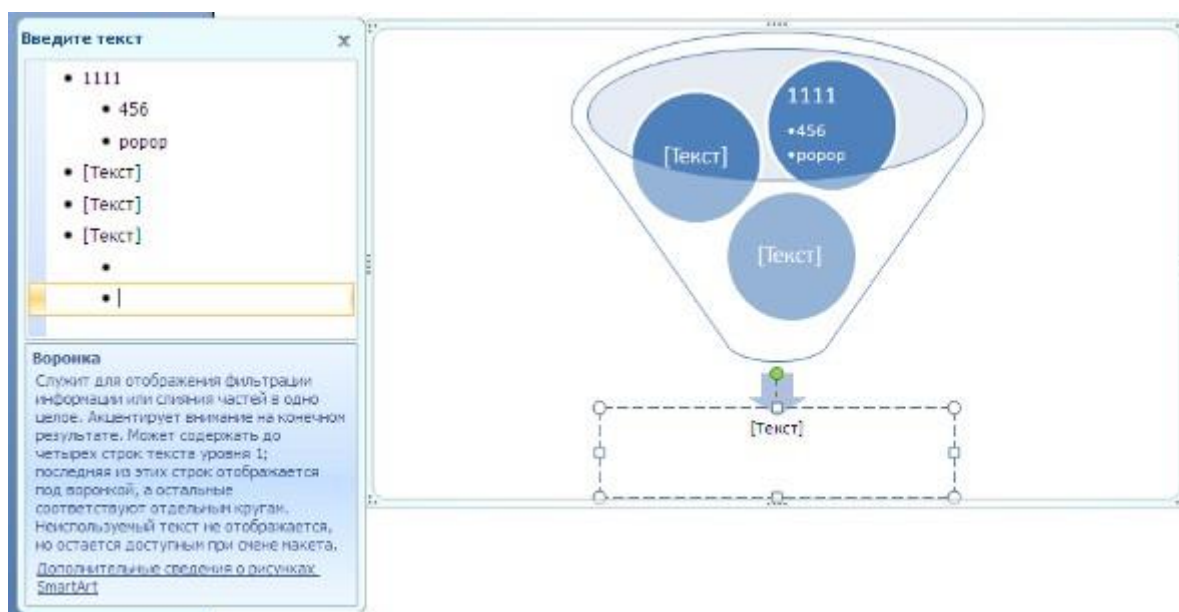 Введите текст
1111
456
popop
[Текст]
[Текст]
[Текст]
Воронка
Служит для отображения фильтрации
информации или слияния частей в одно
целое. Акцентирует внимание на конечном
результате. Может содержать до
четырех строк текста уровня 1;
последняя из этих строк отображается
под воронкой, а остальные
соответствуют отдельным кругам.
Неиспользуемый текст не отображается,
но остается доступным при смене макета.
Дополнительные сведения о рисунках
SmartArt
1111
•456
•popop
[Текст]
[Текст]
[Текст]